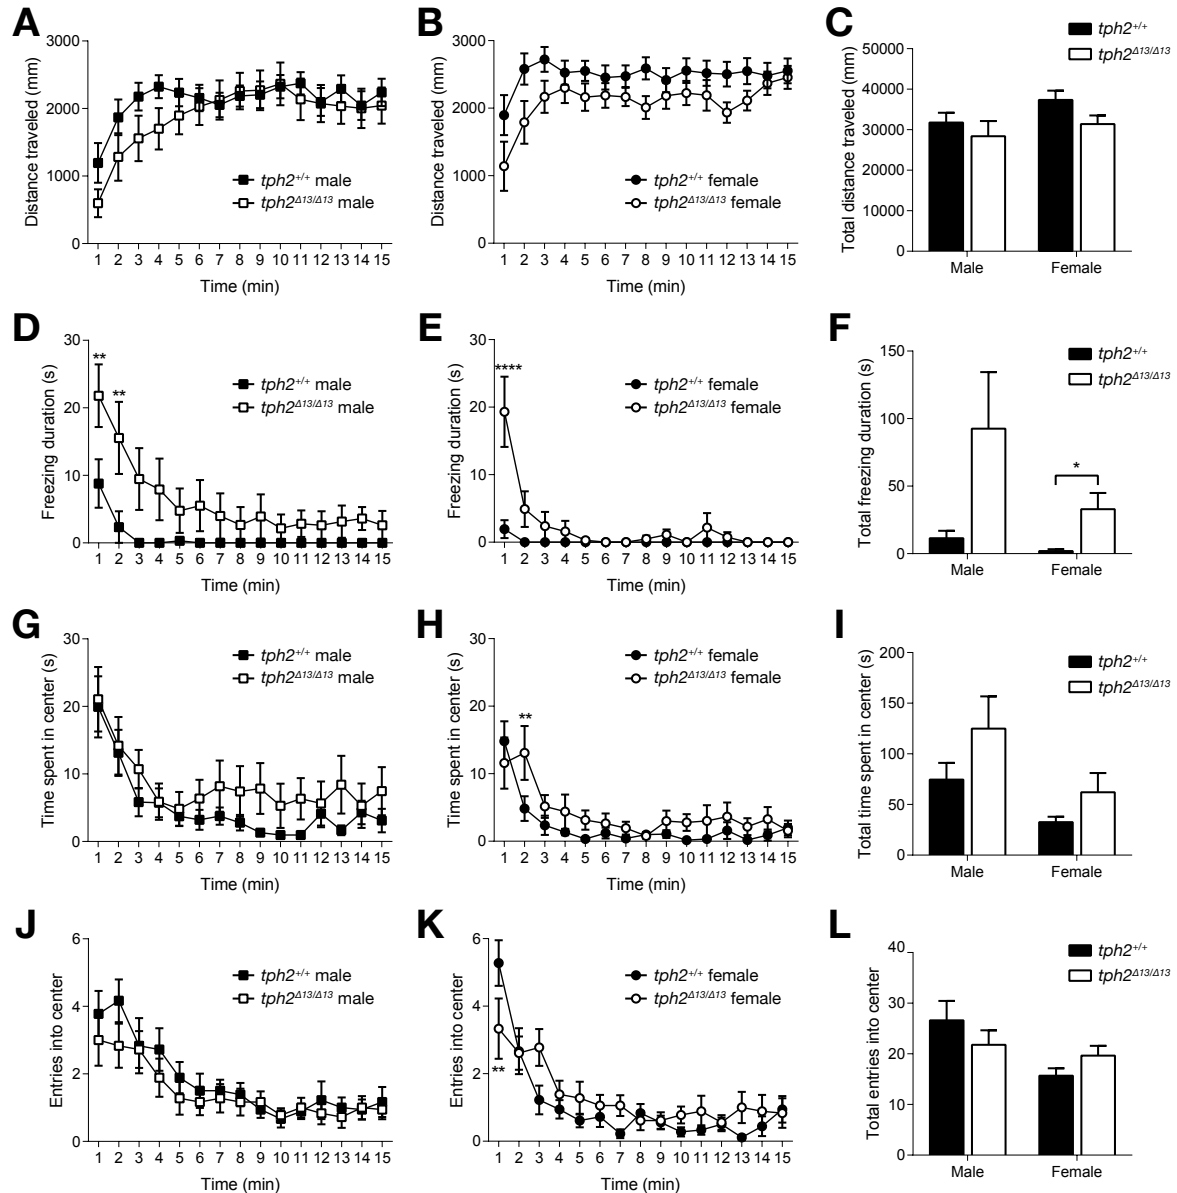 A
Distance traveled (mm)
3000
2000
1000
0
tph2+/+ male
tph2Δ13/Δ13 male
1 2 3 4 5 6 7 8 9 10 11 12 13 14 15
Time (min)
B
Distance traveled (mm)
3000
2000
1000
0
tph2+/+ female
tph2Δ13/Δ13 female
1 2 3 4 5 6 7 8 9 10 11 12 13 14 15
Time (min)
C
Total distance traveled (mm)
tph2+/+
tph2Δ13/Δ13
50000
40000
30000
20000
10000
0
Male Female
D
Freezing duration (s)
30
20
10
0
**
**
tph2+/+ male
tph2Δ13/Δ13 male
1 2 3 4 5 6 7 8 9 10 11 12 13 14 15
Time (min)
E
Freezing duration (s)
30
20
10
0
****
tph2+/+ female
tph2Δ13/Δ13 female
1 2 3 4 5 6 7 8 9 10 11 12 13 14 15
Time (min)
F
Total freezing duration (s)
tph2+/+
tph2Δ13/Δ13
150
100
50
0
*
Male Female
G
Time spent in center (s)
30
20
10
0
tph2+/+ male
tph2Δ13/Δ13 male
1 2 3 4 5 6 7 8 9 10 11 12 13 14 15
Time (min)
H
Time spent in center (s)
30
20
10
0
**
tph2+/+ female
tph2Δ13/Δ13 female
1 2 3 4 5 6 7 8 9 10 11 12 13 14 15
Time (min)
I
Total time spent in center (s)
tph2+/+
tph2Δ13/Δ13
200
150
100
50
0
Male Female
J
Entries into center
6
4
2
0
tph2+/+ male
tph2Δ13/Δ13 male
1 2 3 4 5 6 7 8 9 10 11 12 13 14 15
Time (min)
K
Entries into center
6
4
2
0
**
tph2+/+ female
tph2Δ13/Δ13 female
1 2 3 4 5 6 7 8 9 10 11 12 13 14 15
Time (min)
L
Total entries into center
tph2+/+
tph2Δ13/Δ13
40
30
20
10
0
Male Female